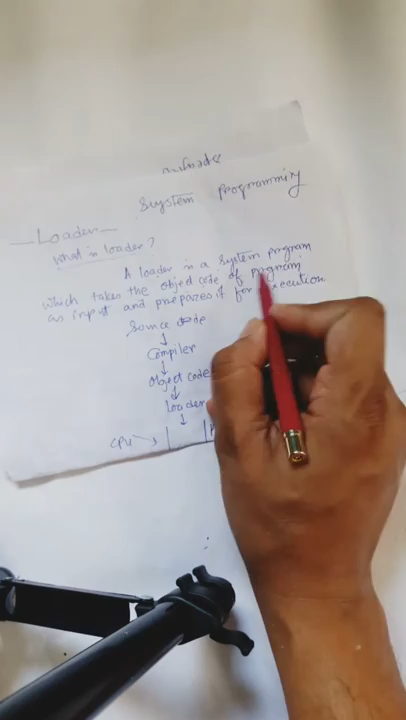 System Programming
Loader
What is loader?
A loader is a system program
which takes the object code of program
as input and prepares it for execution
Source code
↓
Compiler
↓
Object code
↓
Loader
↓
CPU →